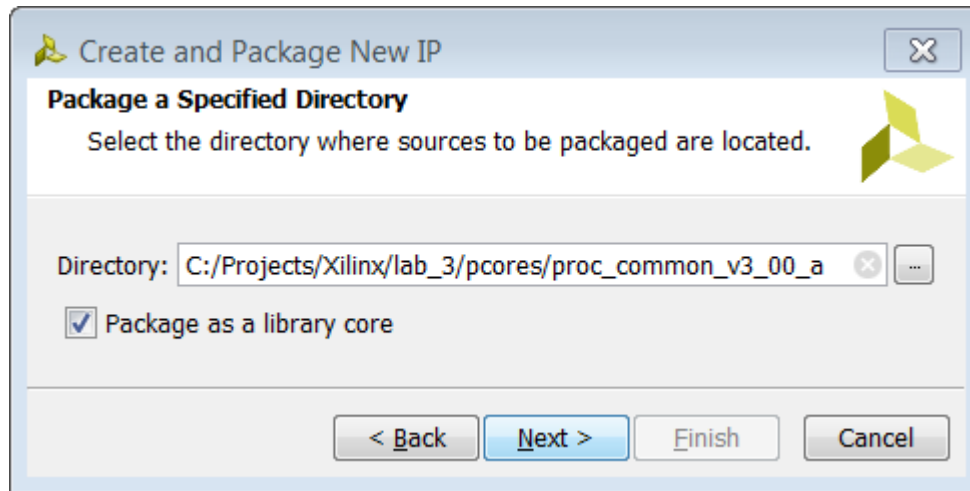 Create and Package New IP
Package a Specified Directory
Select the directory where sources to be packaged are located.
Directory: C:/Projects/Xilinx/lab_3/pcores/proc_common_v3_00_a ...
Package as a library core
< Back Next > Finish Cancel